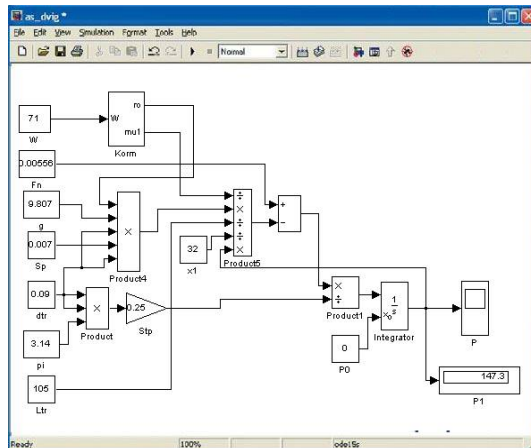 as_dvig *
File Edit View Simulation Format Tools Help
Normal
71
W
W
ro
mu1
Korm
0.00556
Fn
9.807
g
0.007
Sp
×
Product4
÷
×
÷
÷
×
Product5
+
−
32
x1
0.09
dtr
×
Product
0.25
Stp
×
÷
Product1
1
s
xo
Integrator
P
3.14
pi
0
P0
147.3
P1
105
Ltr
Ready
100%
ode15s